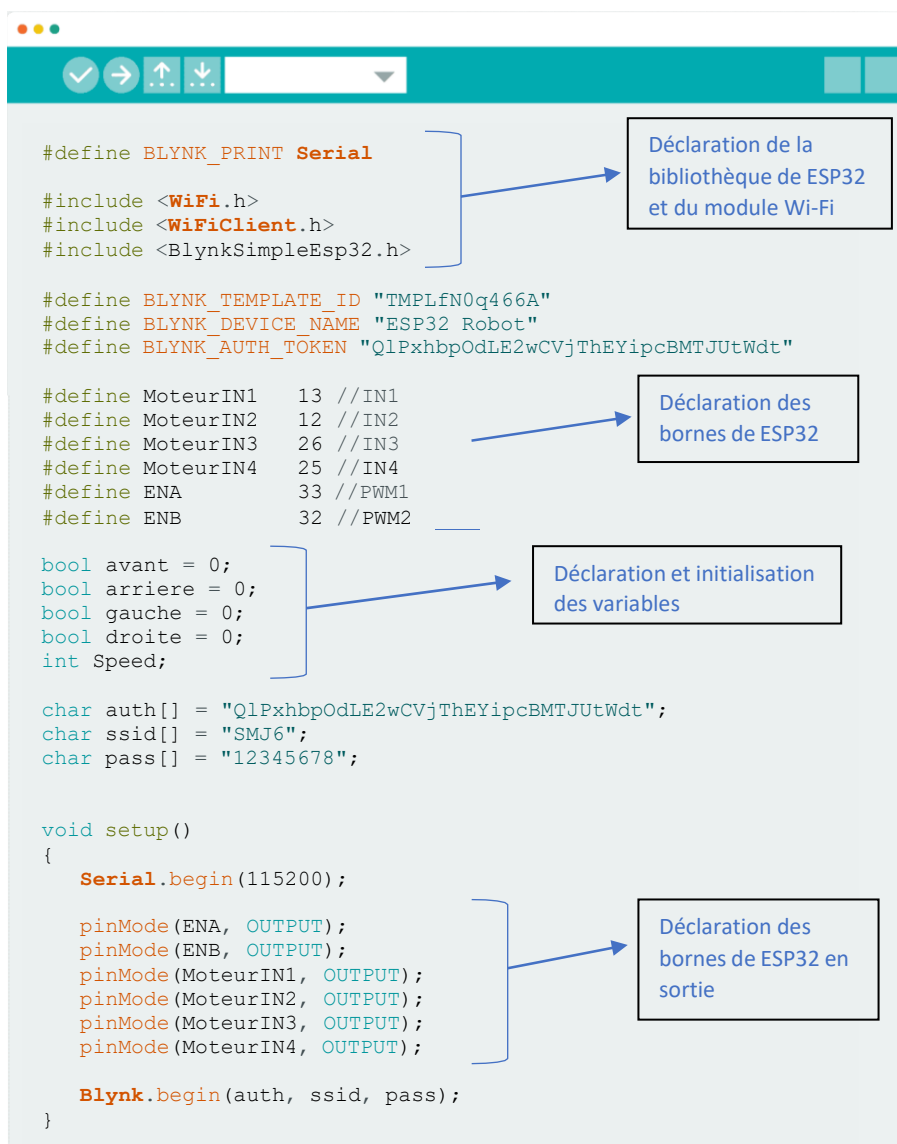 #define BLYNK_PRINT Serial
Déclaration de la
bibliothèque de ESP32
et du module Wi-Fi
#include <WiFi.h>
#include <WiFiClient.h>
#include <BlynkSimpleEsp32.h>
#define BLYNK_TEMPLATE_ID "TMPLfN0q466A"
#define BLYNK_DEVICE_NAME "ESP32 Robot"
#define BLYNK_AUTH_TOKEN "QlPxhbpOdLE2wCVjThEYipcBMTJUtWdt"
#define MoteurIN1   13 //IN1
#define MoteurIN2   12 //IN2
#define MoteurIN3   26 //IN3
#define MoteurIN4   25 //IN4
#define ENA         33 //PWM1
#define ENB         32 //PWM2
Déclaration des
bornes de ESP32
bool avant = 0;
bool arriere = 0;
bool gauche = 0;
bool droite = 0;
int Speed;
Déclaration et initialisation
des variables
char auth[] = "QlPxhbpOdLE2wCVjThEYipcBMTJUtWdt";
char ssid[] = "SMJ6";
char pass[] = "12345678";
void setup()
{
Serial.begin(115200);
pinMode(ENA, OUTPUT);
pinMode(ENB, OUTPUT);
pinMode(MoteurIN1, OUTPUT);
pinMode(MoteurIN2, OUTPUT);
pinMode(MoteurIN3, OUTPUT);
pinMode(MoteurIN4, OUTPUT);
Déclaration des
bornes de ESP32 en
sortie
Blynk.begin(auth, ssid, pass);
}